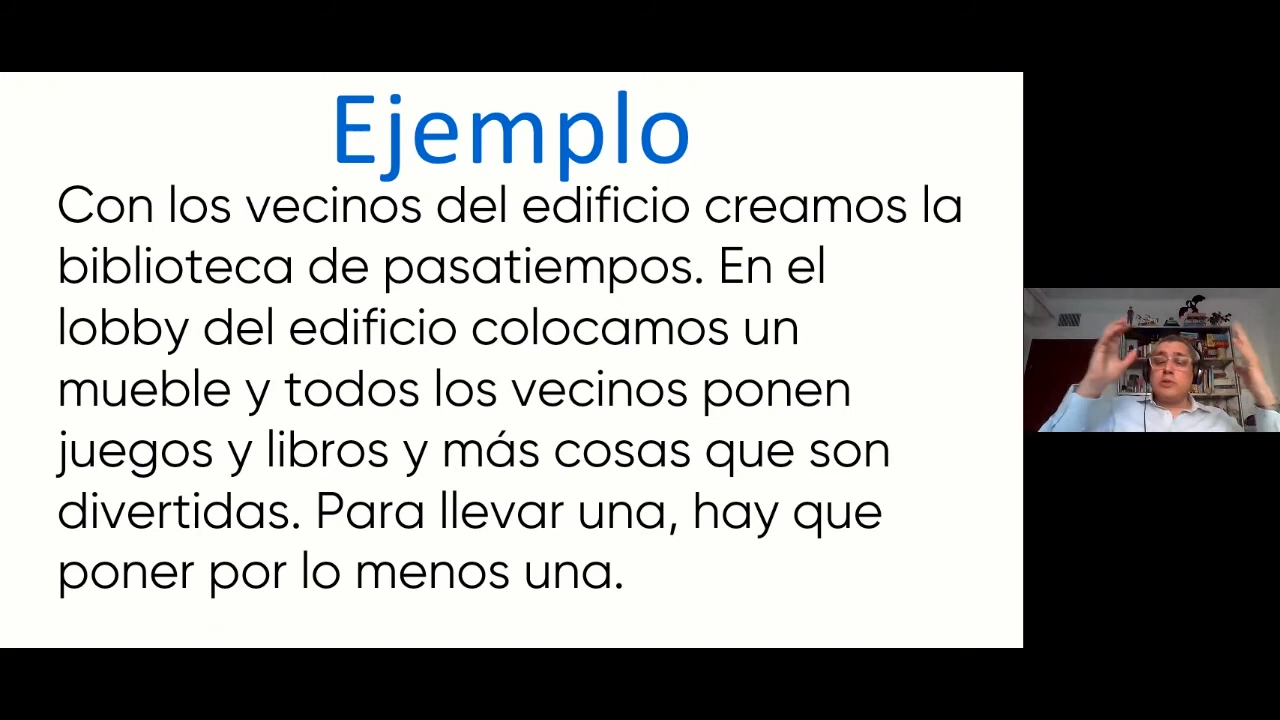 Ejemplo
Con los vecinos del edificio creamos la
biblioteca de pasatiempos. En el
lobby del edificio colocamos un
mueble y todos los vecinos ponen
juegos y libros y más cosas que son
divertidas. Para llevar una, hay que
poner por lo menos una.